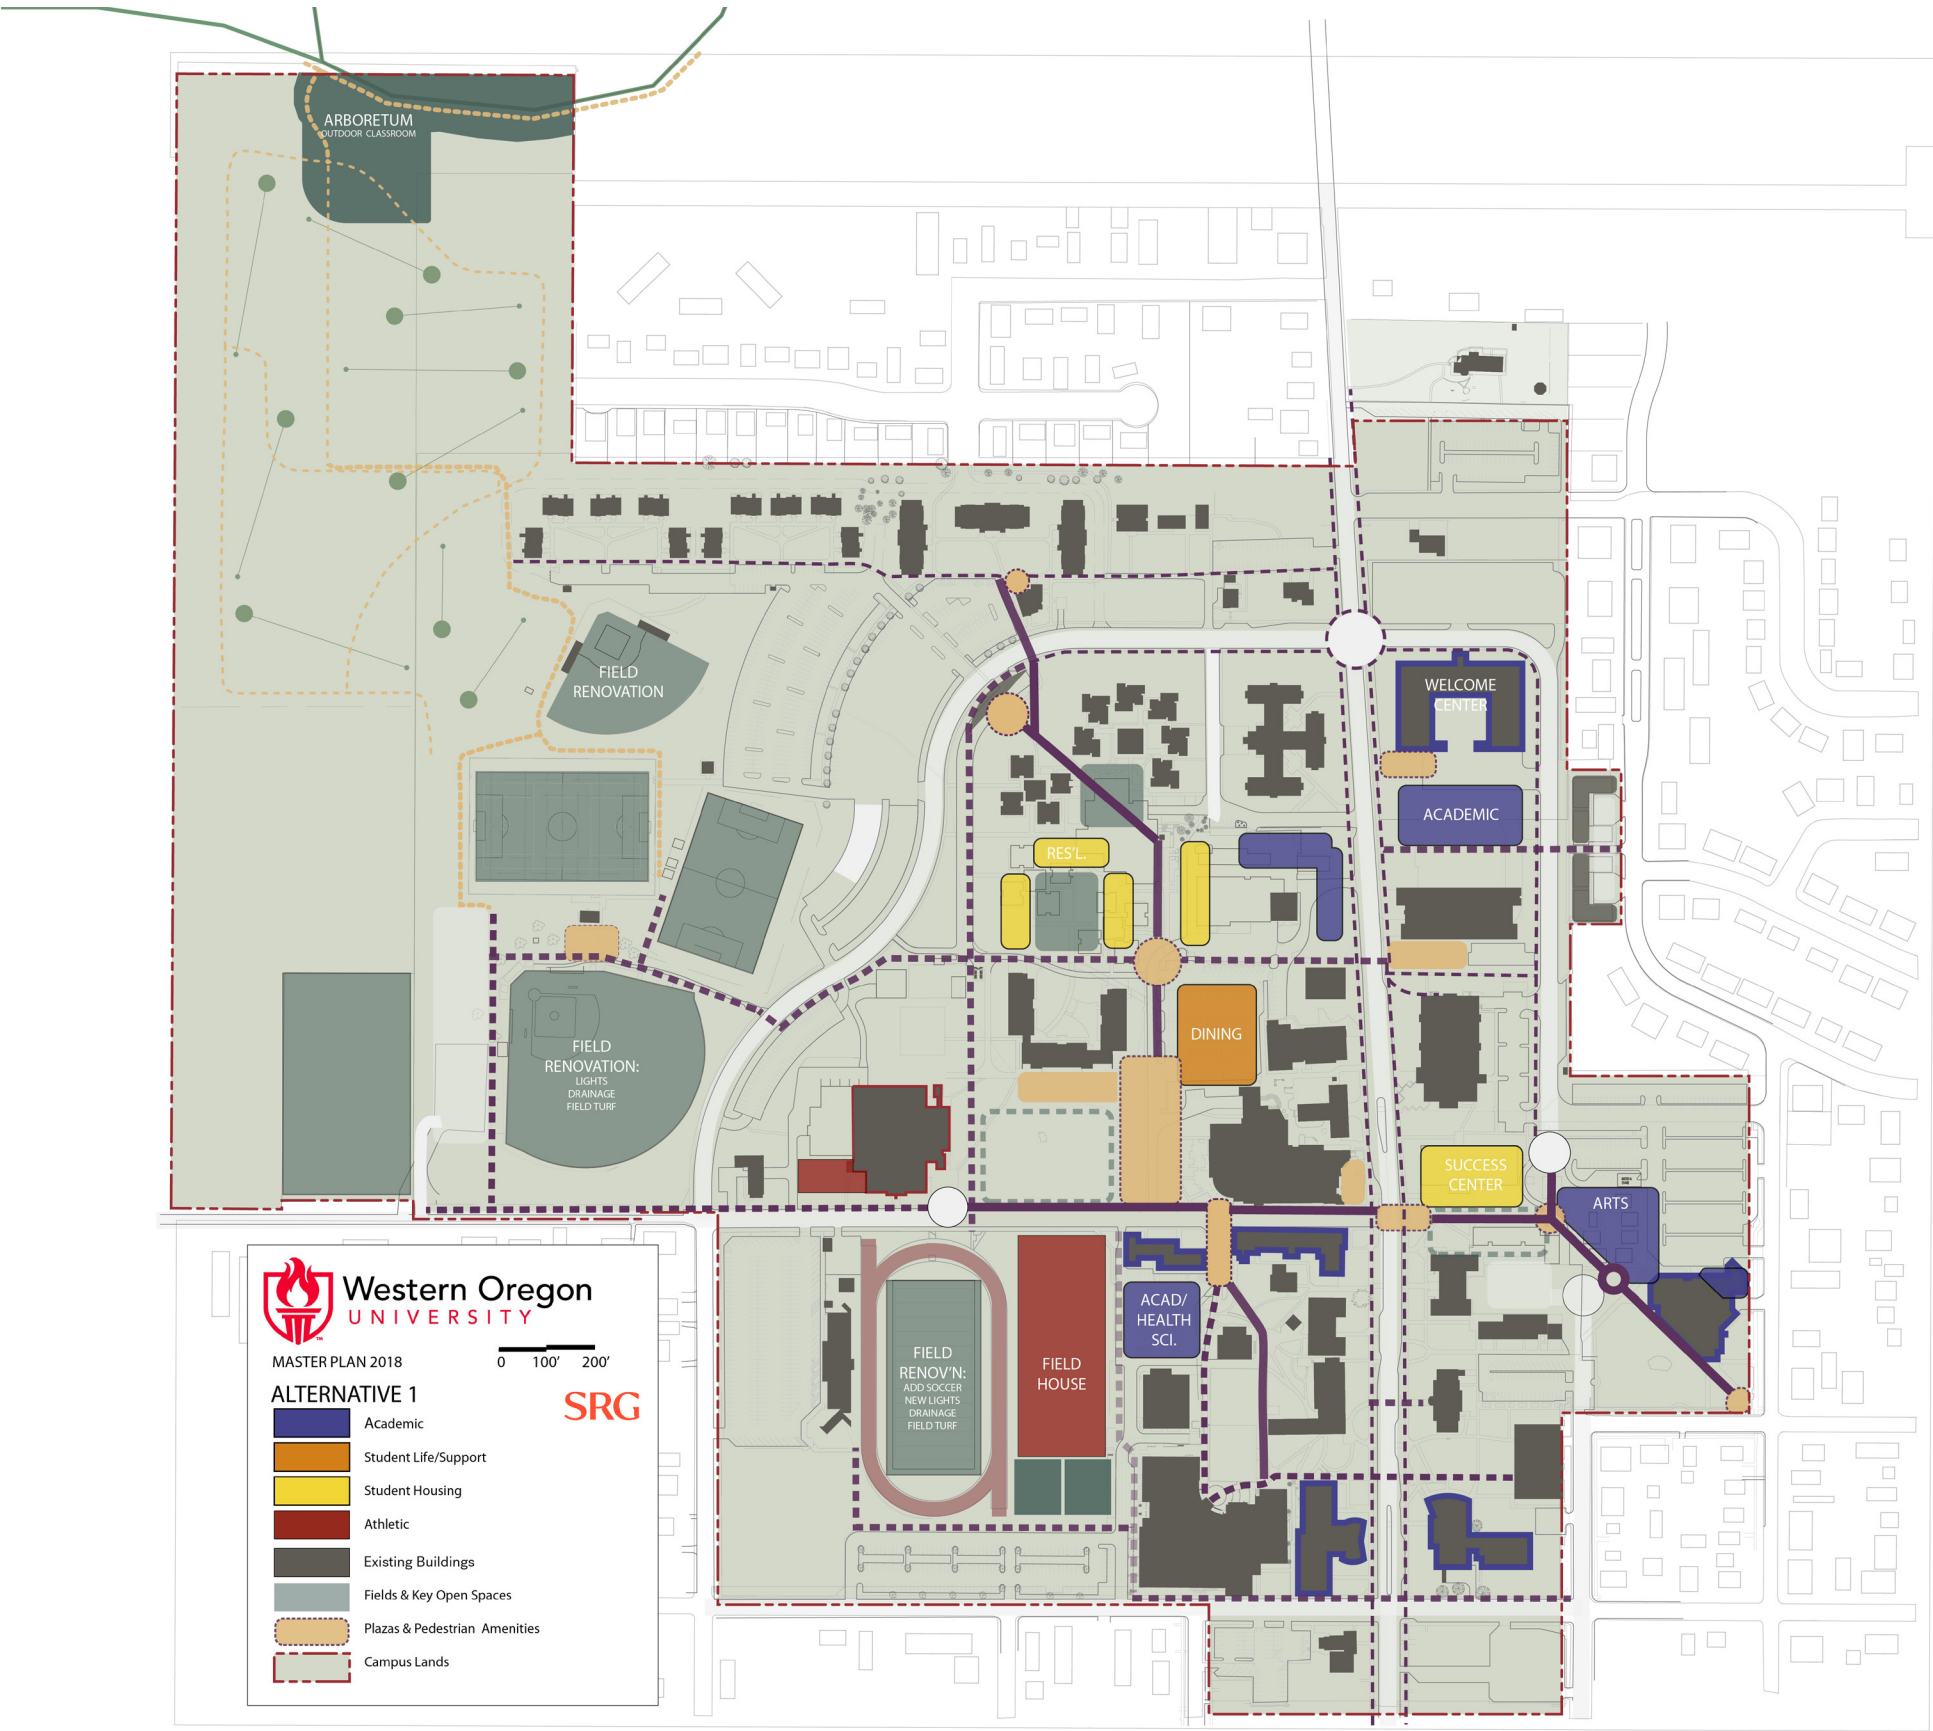 ARBORETUM
OUTDOOR CLASSROOM
FIELD
RENOVATION
WELCOME
CENTER
ACADEMIC
RES'L.
DINING
FIELD
RENOVATION:
LIGHTS
DRAINAGE
FIELD TURF
SUCCESS
CENTER
ARTS
ACAD/
HEALTH
SCI.
FIELD
RENOV'N:
ADD SOCCER
NEW LIGHTS
DRAINAGE
FIELD TURF
FIELD
HOUSE
Western Oregon
UNIVERSITY
MASTER PLAN 2018
0 100' 200'
ALTERNATIVE 1
SRG
Academic
Student Life/Support
Student Housing
Athletic
Existing Buildings
Fields & Key Open Spaces
Plazas & Pedestrian Amenities
Campus Lands